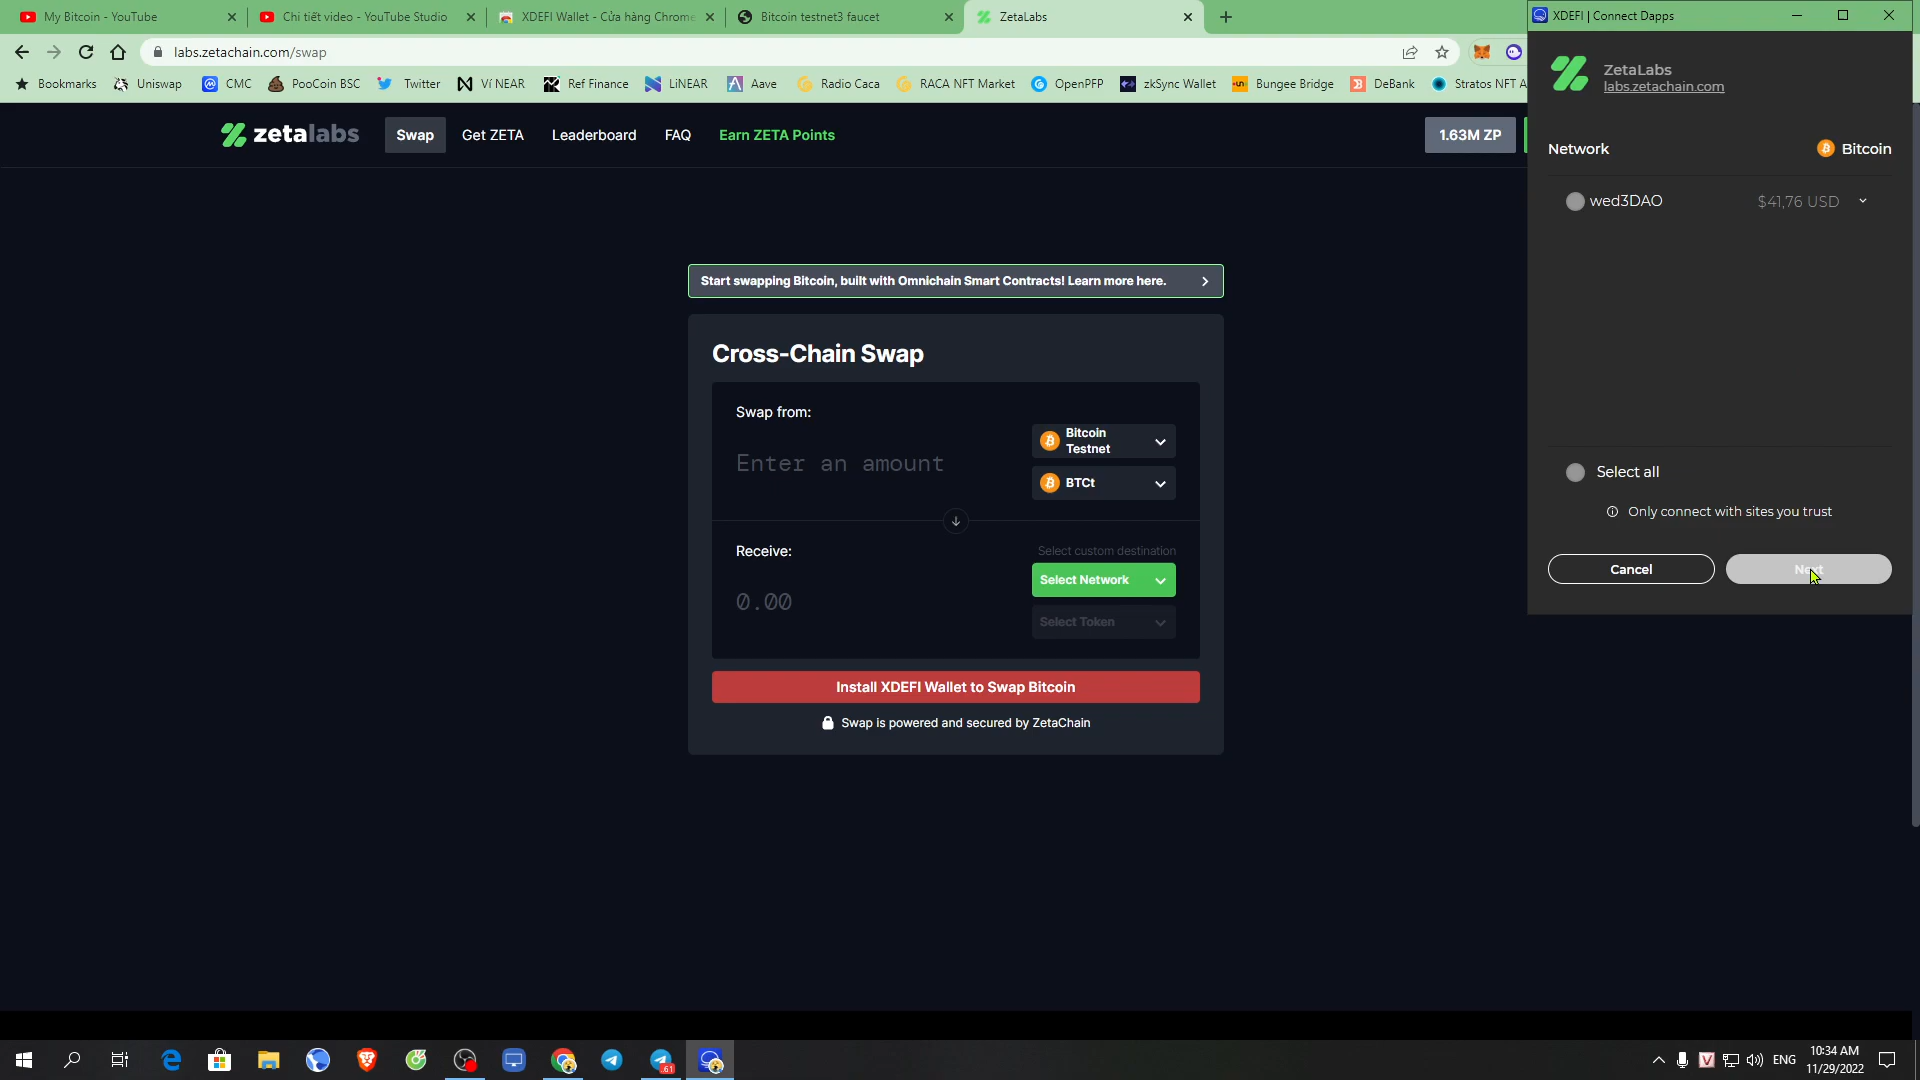 My Bitcoin - YouTube
Chi tiết video - YouTube Studio
XDEFI Wallet - Cửa hàng Chrome
Bitcoin testnet3 faucet
ZetaLabs
XDEFI | Connect Dapps
labs.zetachain.com/swap
Bookmarks
Uniswap
CMC
PooCoin BSC
Twitter
Ví NEAR
Ref Finance
LiNEAR
Aave
Radio Caca
RACA NFT Market
OpenPFP
zkSync Wallet
Bungee Bridge
DeBank
Stratos NFT A
zetalabs
Swap
Get ZETA
Leaderboard
FAQ
Earn ZETA Points
1.63M ZP
Start swapping Bitcoin, built with Omnichain Smart Contracts! Learn more here.
Cross-Chain Swap
Swap from:
Enter an amount
Bitcoin
Testnet
BTCt
Receive:
0.00
Select custom destination
Select Network
Select Token
Install XDEFI Wallet to Swap Bitcoin
Swap is powered and secured by ZetaChain
ZetaLabs
labs.zetachain.com
Network
Bitcoin
wed3DAO
$41,76 USD
Select all
Only connect with sites you trust
Cancel
Next
.61
ENG
10:34 AM
11/29/2022